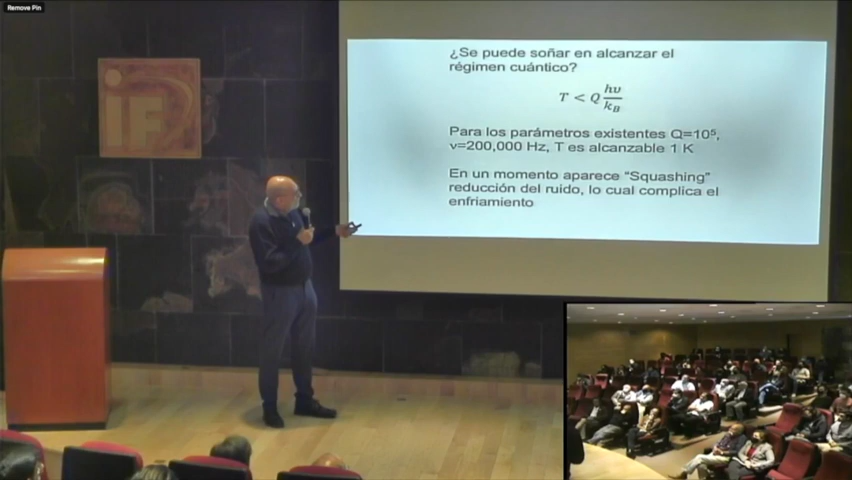 Remove Pin
IF
¿Se puede soñar en alcanzar el
régimen cuántico?
T < Q hυ/k_B
Para los parámetros existentes Q=10⁵,
ν=200,000 Hz, T es alcanzable 1 K
En un momento aparece “Squashing”
reducción del ruido, lo cual complica el
enfriamiento